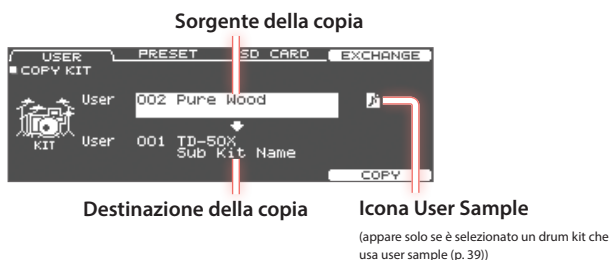 Sorgente della copia
USER PRESET SD CARD EXCHANGE
COPY KIT
User 002 Pure Wood
KIT User 001 TD-50X
Sub Kit Name
COPY
Destinazione della copia
Icona User Sample
(appare solo se è selezionato un drum kit che
usa user sample (p. 39))